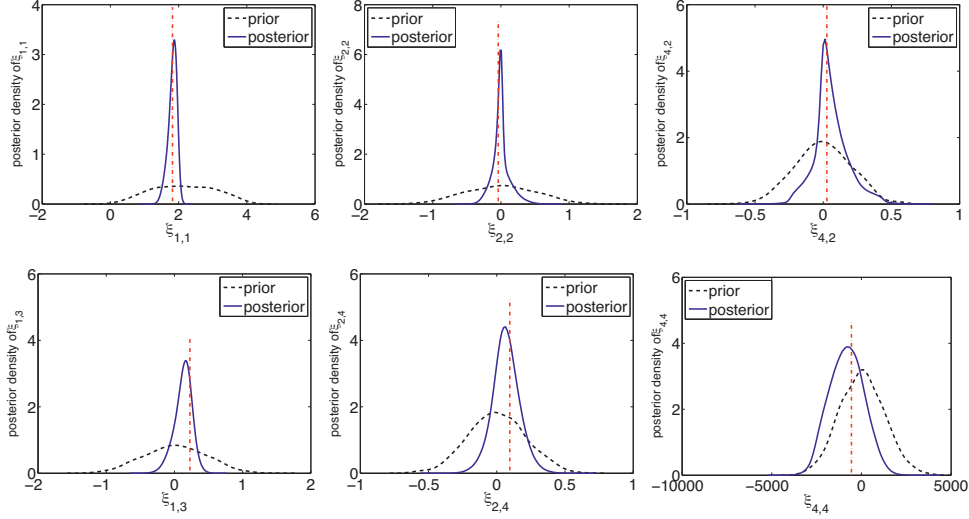 4
3
2
1
0
−2
0
2
4
6
posterior density of ξ1,1
ξ1,1
prior
posterior
8
6
4
2
0
−2
−1
0
1
2
posterior density of ξ2,2
ξ2,2
prior
posterior
6
4
2
0
−1
−0.5
0
0.5
1
posterior density of ξ4,2
ξ4,2
prior
posterior
6
4
2
0
−2
−1
0
1
2
posterior density of ξ1,3
ξ1,3
prior
posterior
6
4
2
0
−1
−0.5
0
0.5
1
posterior density of ξ2,4
ξ2,4
prior
posterior
6
4
2
0
−10000
−5000
0
5000
posterior density of ξ4,4
ξ4,4
prior
posterior